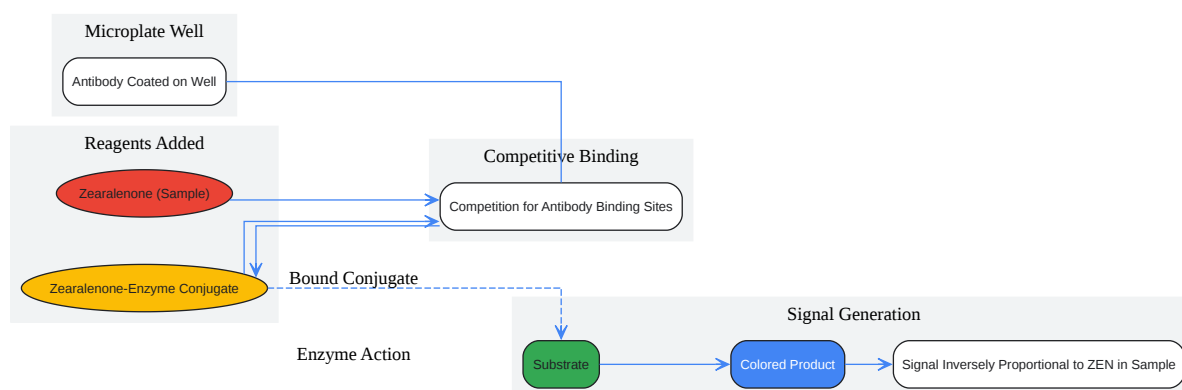 Microplate Well
Antibody Coated on Well
Reagents Added
Zearalenone (Sample)
Zearalenone-Enzyme Conjugate
Competitive Binding
Competition for Antibody Binding Sites
Bound Conjugate
Enzyme Action
Signal Generation
Substrate
Colored Product
Signal Inversely Proportional to ZEN in Sample